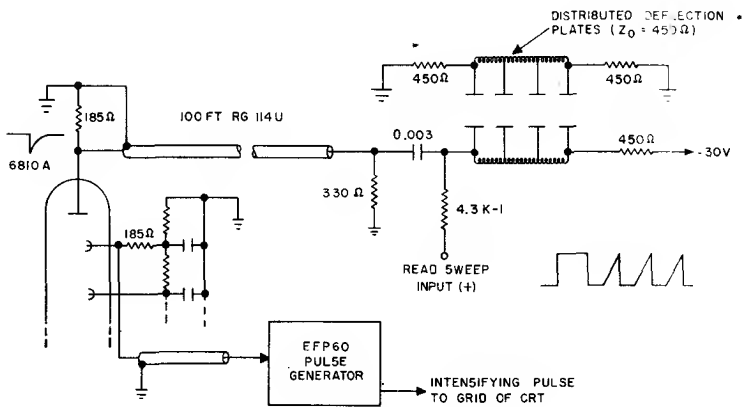 DISTRIBUTED DEFLECTION
PLATES (Z₀ = 450Ω)
450Ω
450Ω
185Ω
100 FT RG 114U
0.003
450Ω
-30V
6810A
330 Ω
4.3 K-1
185Ω
READ SWEEP
INPUT (+)
EFP60
PULSE
GENERATOR
INTENSIFYING PULSE
TO GRID OF CRT